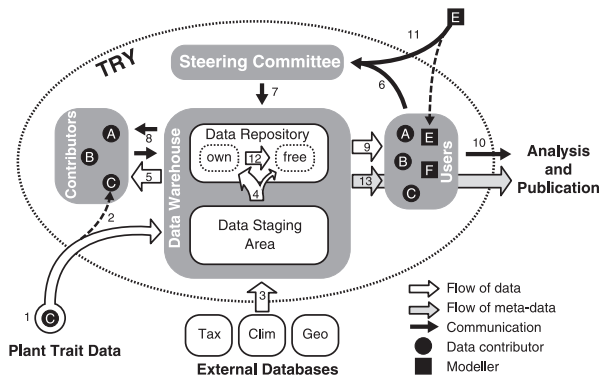 E
11
TRY
Steering Committee
6
7
Contributors
A
B
C
8
5
2
Data Warehouse
Data Repository
own
12
free
4
Data Staging
Area
9
13
A
B
C
E
F
Users
10
Analysis
and
Publication
1
C
Plant Trait Data
3
Tax
Clim
Geo
External Databases
Flow of data
Flow of meta-data
Communication
Data contributor
Modeller